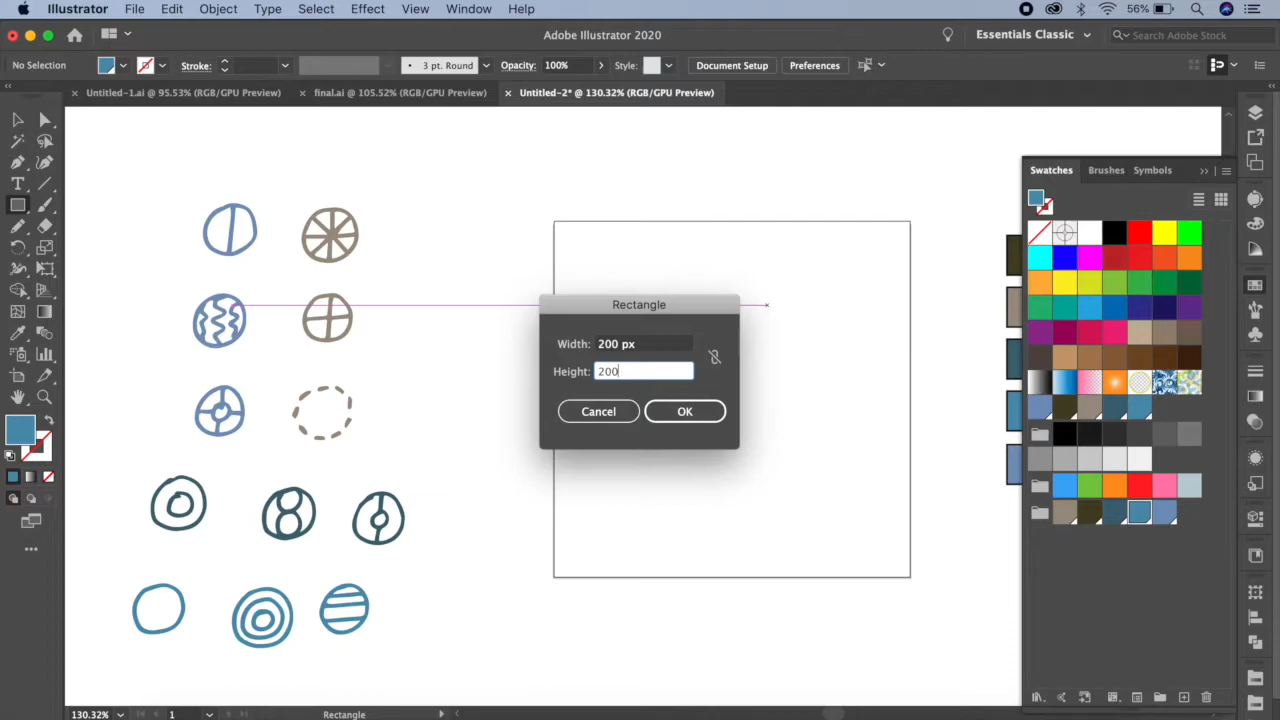 Illustrator File Edit Object Type Select Effect View Window Help 56%
Adobe Illustrator 2020 Essentials Classic Search Adobe Stock
No Selection Stroke: 3 pt. Round Opacity: 100% Style: Document Setup Preferences
Untitled-1.ai @ 95.53% (RGB/GPU Preview) final.ai @ 105.52% (RGB/GPU Preview) Untitled-2* @ 130.32% (RGB/GPU Preview)
Swatches Brushes Symbols
Rectangle
Width: 200 px
Height: 200
Cancel OK
130.32% 1 Rectangle